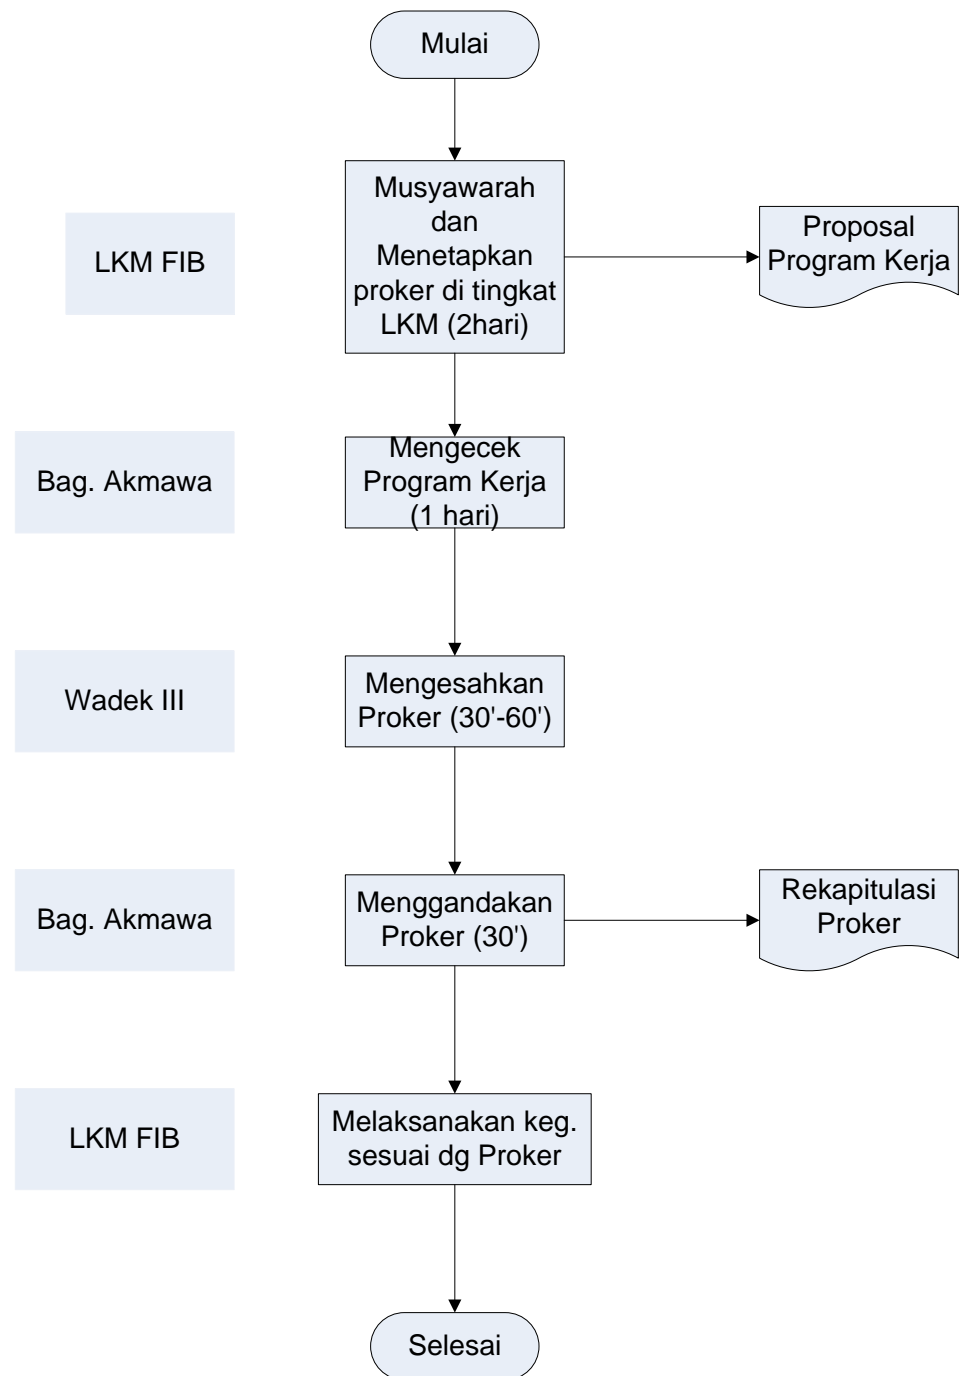 Mulai
LKM FIB
Musyawarah
dan
Menetapkan
proker di tingkat
LKM (2hari)
Proposal
Program Kerja
Bag. Akmawa
Mengecek
Program Kerja
(1 hari)
Wadek III
Mengesahkan
Proker (30'-60')
Bag. Akmawa
Menggandakan
Proker (30')
Rekapitulasi
Proker
LKM FIB
Melaksanakan keg.
sesuai dg Proker
Selesai